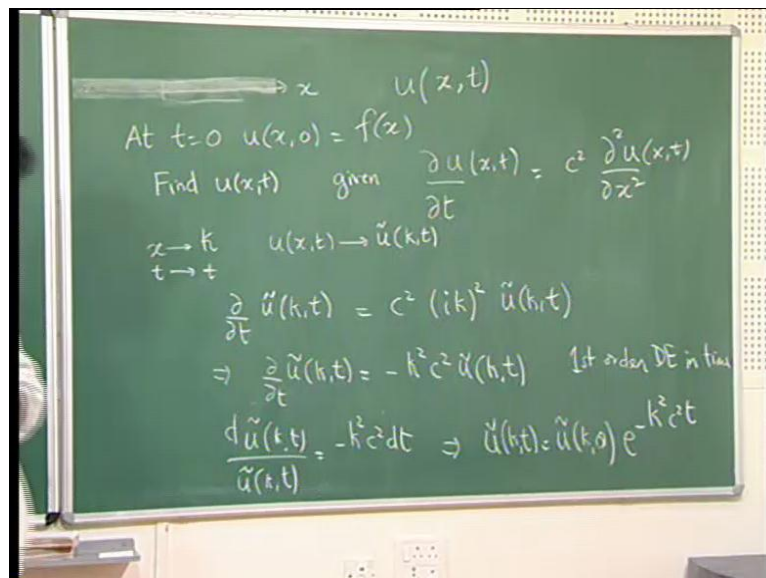 x u(x,t)
At t=0 u(x,0) = f(x)
Find u(x,t) given ∂u(x,t)/∂t = c² ∂²u(x,t)/∂x²
x→k u(x,t)→ũ(k,t)
t→t
∂/∂t ũ(k,t) = c² (ik)² ũ(k,t)
⇒ ∂/∂t ũ(k,t) = -k²c² ũ(k,t) 1st order DE in time
dũ(k,t)/ũ(k,t) = -k²c²dt ⇒ ũ(k,t) = ũ(k,0) e^{-k²c²t}